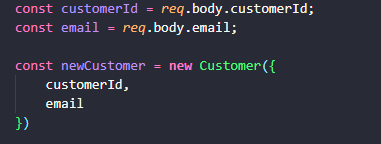 const customerId = req.body.customerId;
const email = req.body.email;

const newCustomer = new Customer({
    customerId,
    email
})